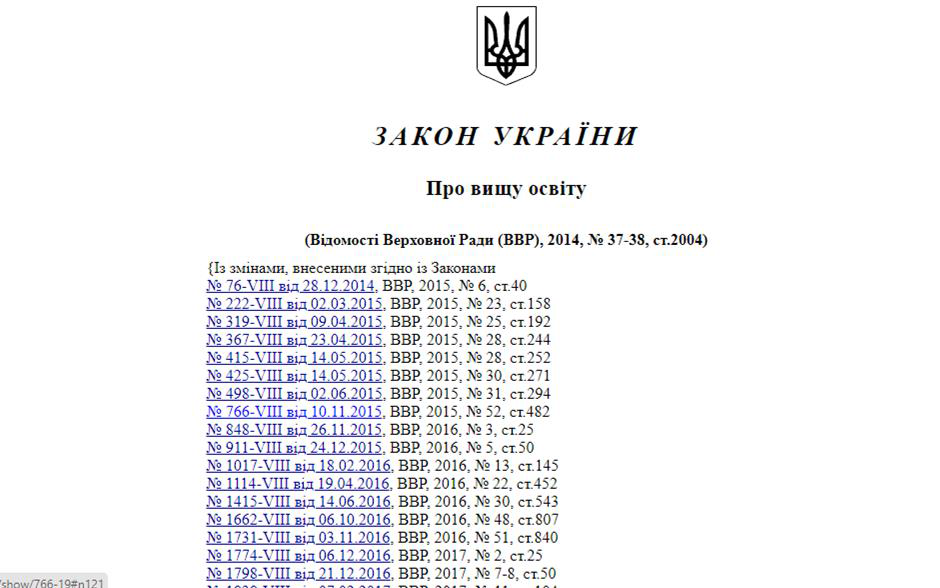 ЗАКОН УКРАЇНИ
Про вищу освіту
(Відомості Верховної Ради (ВВР), 2014, № 37-38, ст.2004)
{Із змінами, внесеними згідно із Законами
№ 76-VIII від 28.12.2014, ВВР, 2015, № 6, ст.40
№ 222-VIII від 02.03.2015, ВВР, 2015, № 23, ст.158
№ 319-VIII від 09.04.2015, ВВР, 2015, № 25, ст.192
№ 367-VIII від 23.04.2015, ВВР, 2015, № 28, ст.244
№ 415-VIII від 14.05.2015, ВВР, 2015, № 28, ст.252
№ 425-VIII від 14.05.2015, ВВР, 2015, № 30, ст.271
№ 498-VIII від 02.06.2015, ВВР, 2015, № 31, ст.294
№ 766-VIII від 10.11.2015, ВВР, 2015, № 52, ст.482
№ 848-VIII від 26.11.2015, ВВР, 2016, № 3, ст.25
№ 911-VIII від 24.12.2015, ВВР, 2016, № 5, ст.50
№ 1017-VIII від 18.02.2016, ВВР, 2016, № 13, ст.145
№ 1114-VIII від 19.04.2016, ВВР, 2016, № 22, ст.452
№ 1415-VIII від 14.06.2016, ВВР, 2016, № 30, ст.543
№ 1662-VIII від 06.10.2016, ВВР, 2016, № 48, ст.807
№ 1731-VIII від 03.11.2016, ВВР, 2016, № 51, ст.840
№ 1774-VIII від 06.12.2016, ВВР, 2017, № 2, ст.25
№ 1798-VIII від 21.12.2016, ВВР, 2017, № 7-8, ст.50
/show/766-19#n121